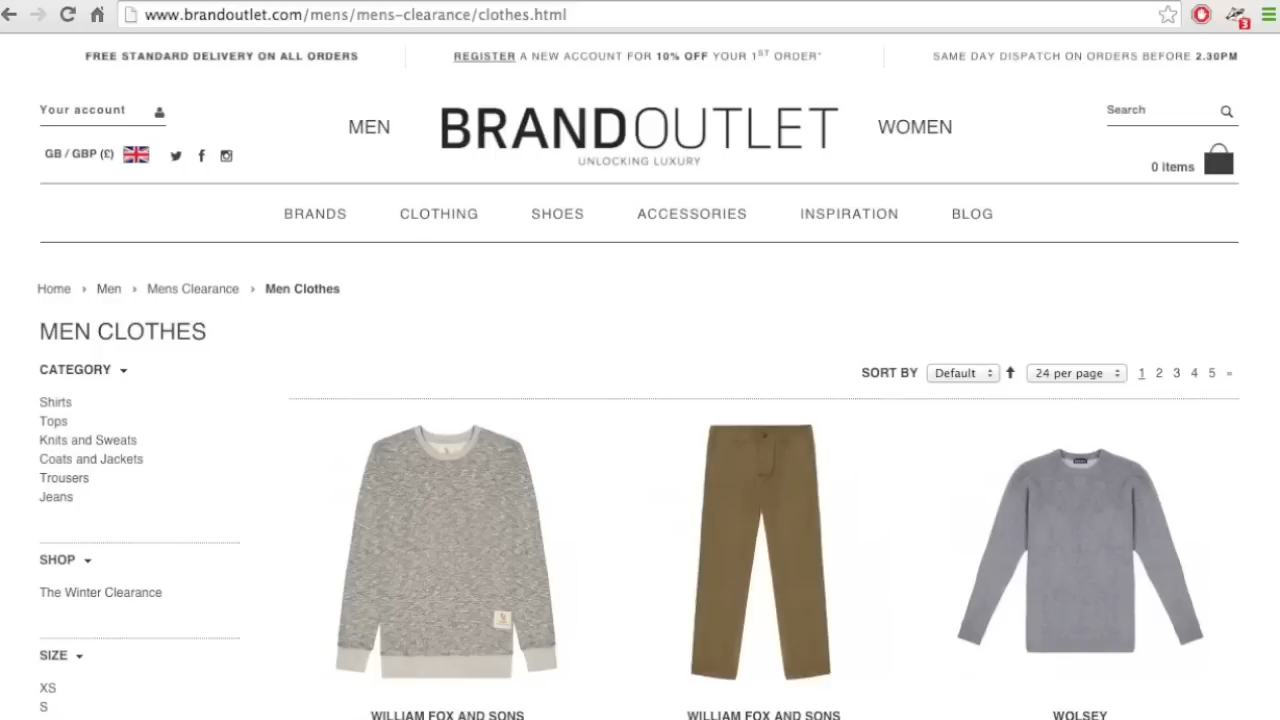 www.brandoutlet.com/mens/mens-clearance/clothes.html
3
FREE STANDARD DELIVERY ON ALL ORDERS
REGISTER A NEW ACCOUNT FOR 10% OFF YOUR 1ST ORDER*
SAME DAY DISPATCH ON ORDERS BEFORE 2.30PM
Your account
GB / GBP (£)
MEN
BRANDOUTLET
UNLOCKING LUXURY
WOMEN
Search
0 Items
BRANDS CLOTHING SHOES ACCESSORIES INSPIRATION BLOG
Home › Men › Mens Clearance › Men Clothes
MEN CLOTHES
CATEGORY
Shirts
Tops
Knits and Sweats
Coats and Jackets
Trousers
Jeans
SHOP
The Winter Clearance
SIZE
XS
S
SORT BY Default 24 per page 1 2 3 4 5 »
WILLIAM FOX AND SONS
WILLIAM FOX AND SONS
WOLSEY